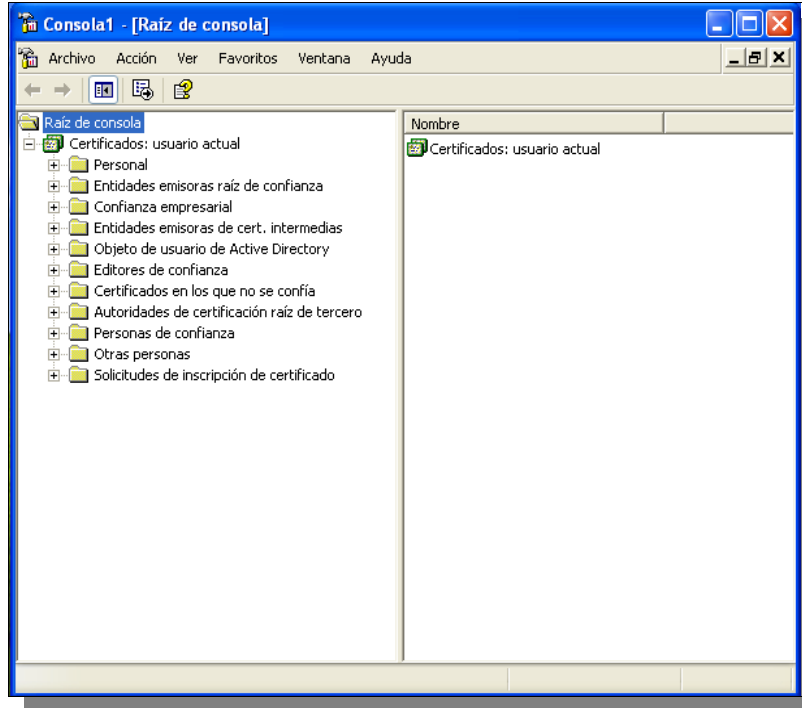 Consola1 - [Raíz de consola]
Archivo Acción Ver Favoritos Ventana Ayuda
Raíz de consola
Certificados: usuario actual
Personal
Entidades emisoras raíz de confianza
Confianza empresarial
Entidades emisoras de cert. intermedias
Objeto de usuario de Active Directory
Editores de confianza
Certificados en los que no se confía
Autoridades de certificación raíz de tercero
Personas de confianza
Otras personas
Solicitudes de inscripción de certificado
Nombre
Certificados: usuario actual